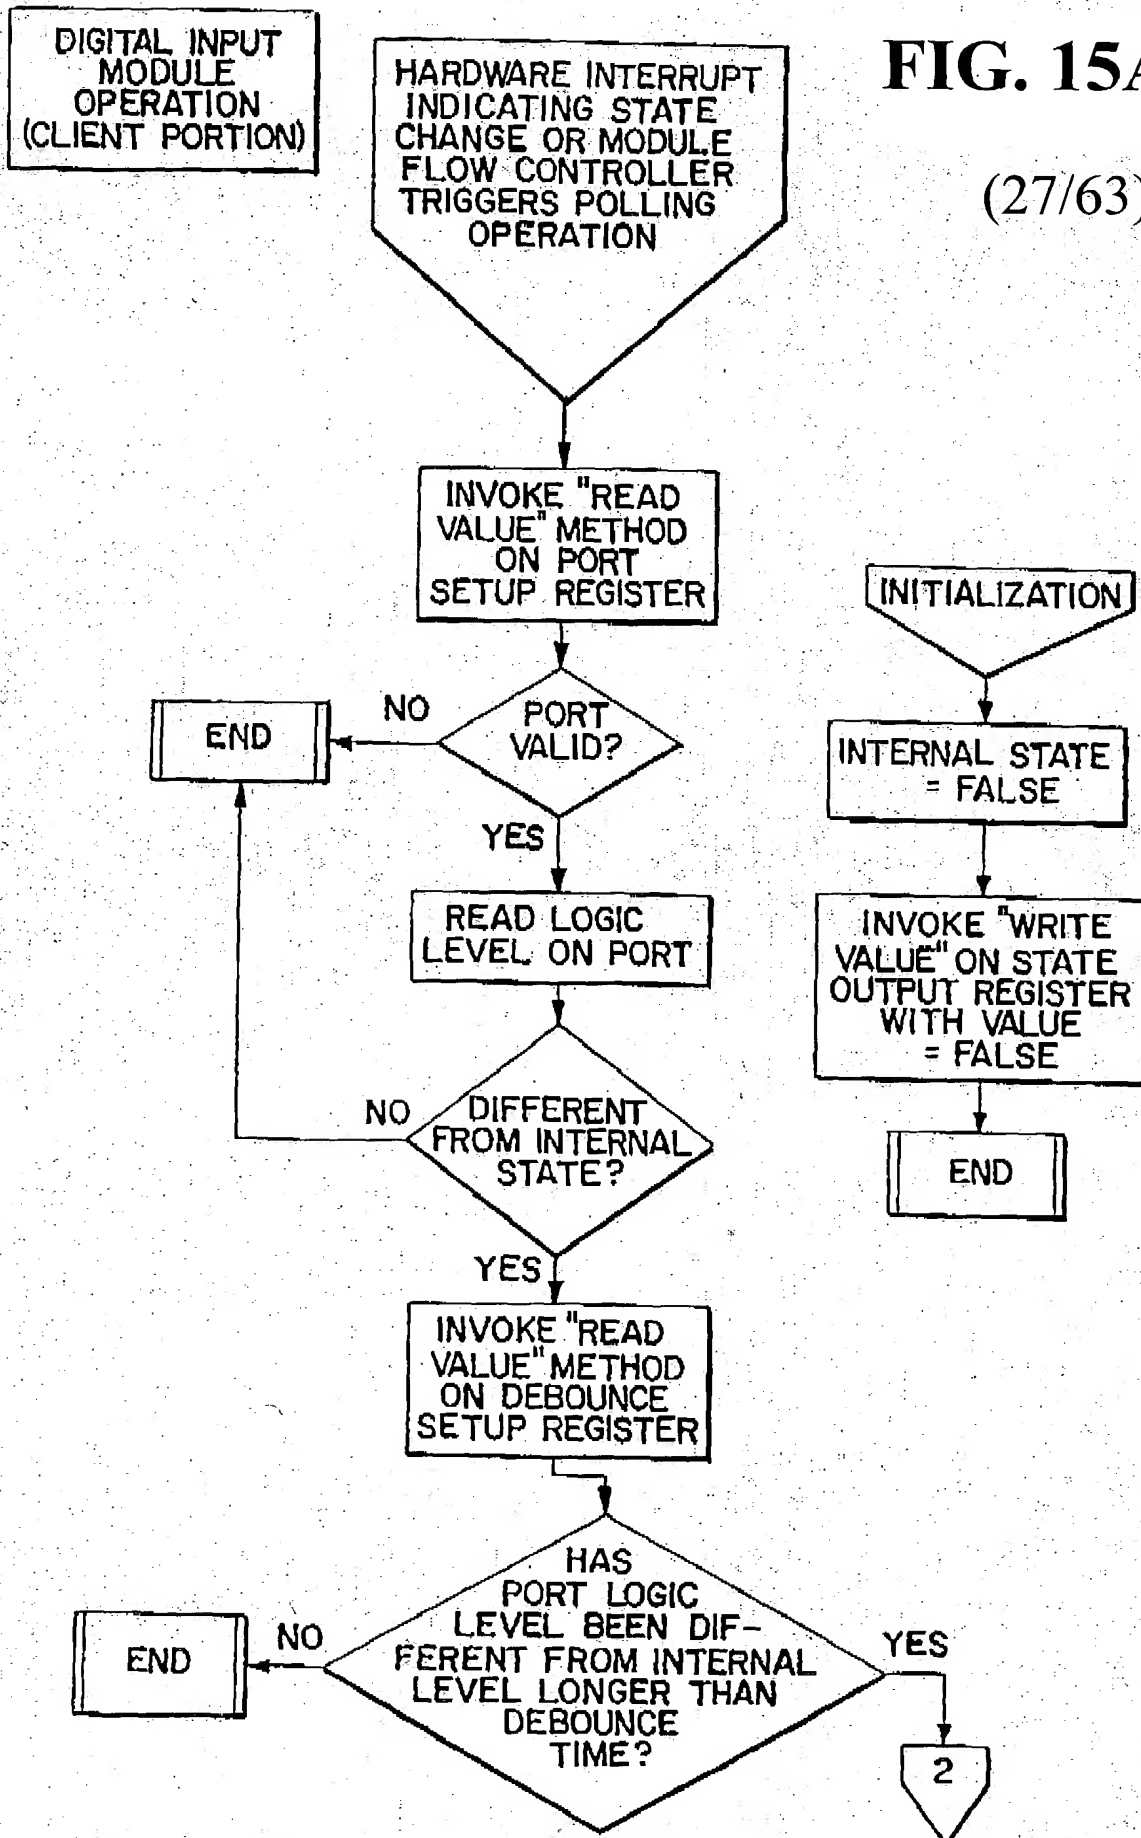 DIGITAL INPUT
MODULE
OPERATION
(CLIENT PORTION)
HARDWARE INTERRUPT
INDICATING STATE
CHANGE OR MODULE
FLOW CONTROLLER
TRIGGERS POLLING
OPERATION
FIG. 15A
(27/63)
INVOKE "READ
VALUE" METHOD
ON PORT
SETUP REGISTER
INITIALIZATION
PORT
VALID?
NO
END
YES
INTERNAL STATE
= FALSE
READ LOGIC
LEVEL ON PORT
INVOKE "WRITE
VALUE" ON STATE
OUTPUT REGISTER
WITH VALUE
= FALSE
END
DIFFERENT
FROM INTERNAL
STATE?
NO
YES
INVOKE "READ
VALUE" METHOD
ON DEBOUNCE
SETUP REGISTER
HAS
PORT LOGIC
LEVEL BEEN DIF-
FERENT FROM INTERNAL
LEVEL LONGER THAN
DEBOUNCE
TIME?
NO
END
YES
2